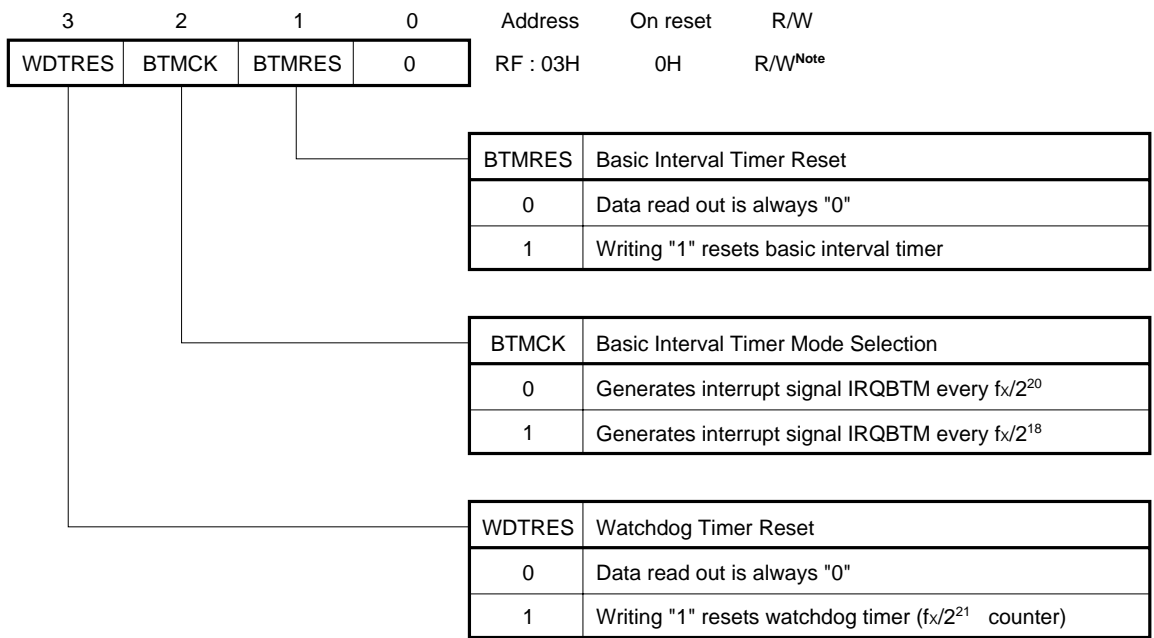 3 2 1 0 Address On reset R/W
WDTRES BTMCK BTMRES 0 RF : 03H 0H R/W^Note
BTMRES Basic Interval Timer Reset
0 Data read out is always "0"
1 Writing "1" resets basic interval timer
BTMCK Basic Interval Timer Mode Selection
0 Generates interrupt signal IRQBTM every fx/2^20
1 Generates interrupt signal IRQBTM every fx/2^18
WDTRES Watchdog Timer Reset
0 Data read out is always "0"
1 Writing "1" resets watchdog timer (fx/2^21 counter)